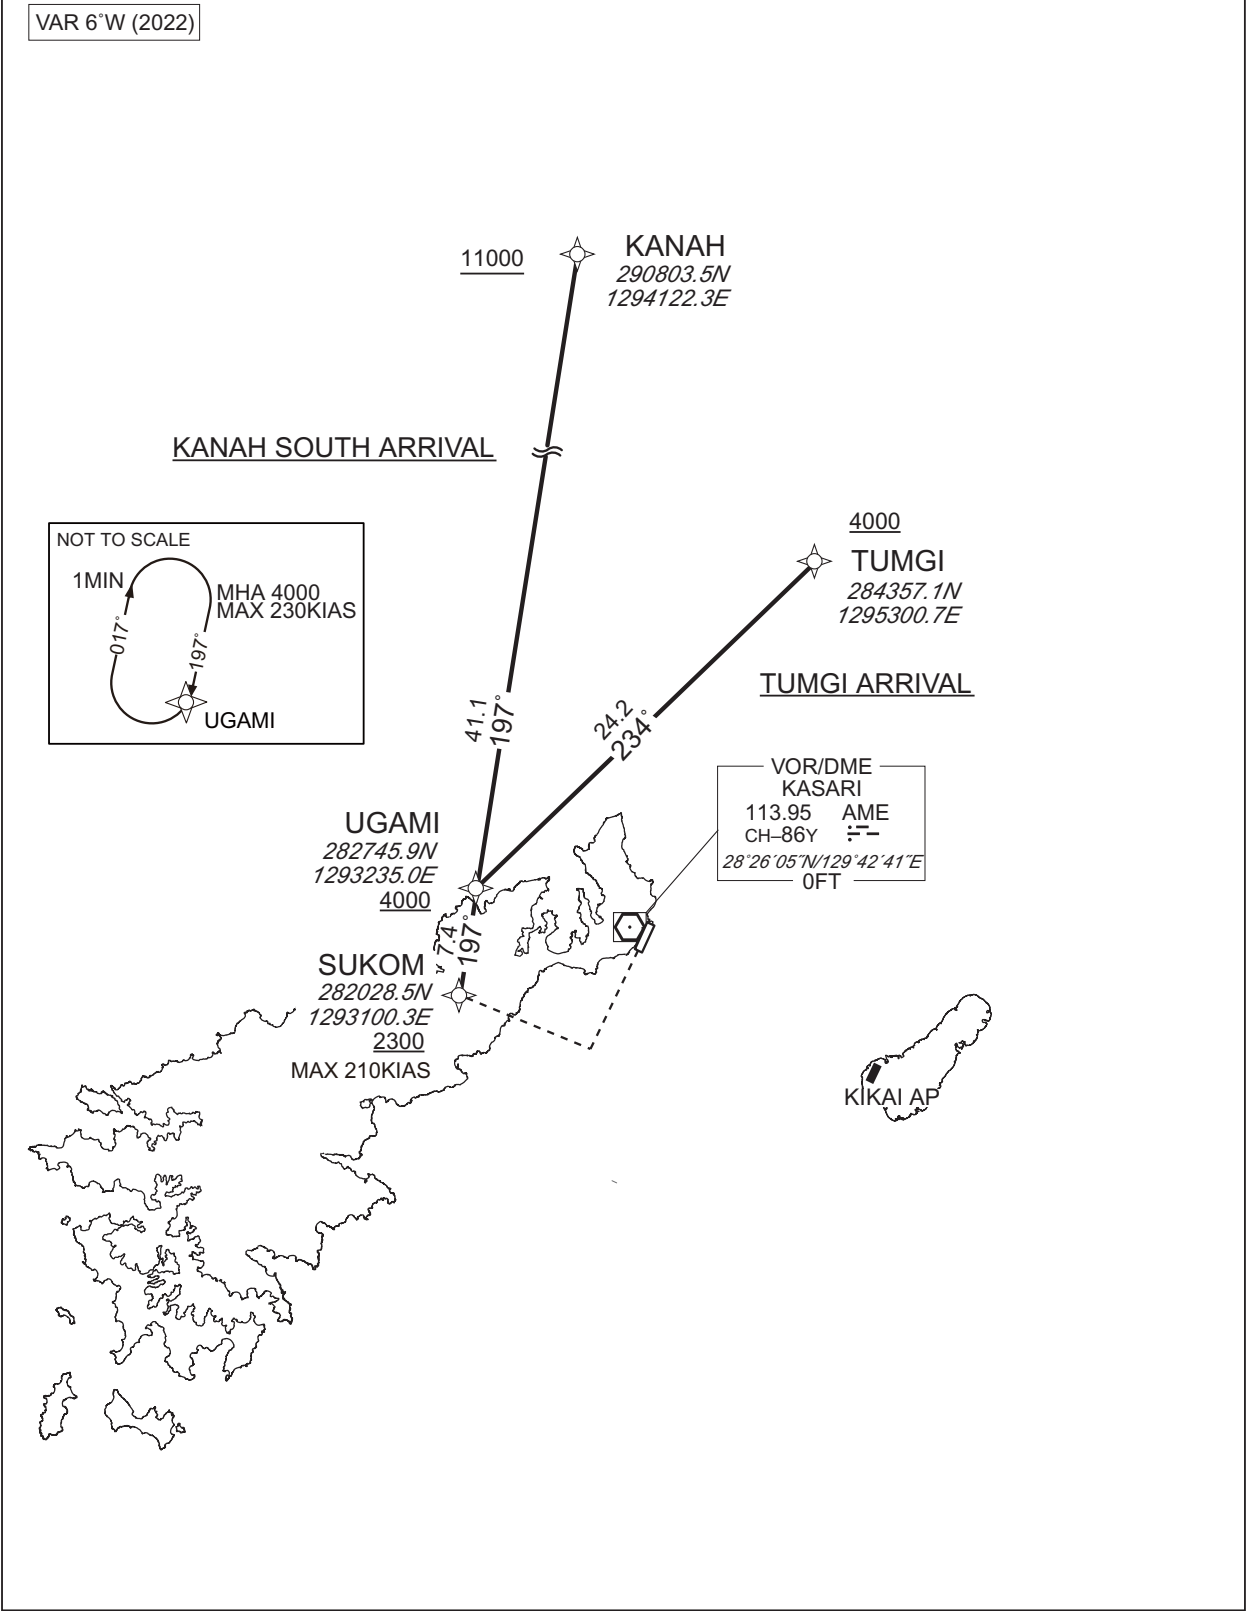 VAR 6°W (2022)
11000
KANAH
290803.5N
1294122.3E
KANAH SOUTH ARRIVAL
4000
TUMGI
284357.1N
1295300.7E
TUMGI ARRIVAL
NOT TO SCALE
1MIN
MHA 4000
MAX 230KIAS
017°
197°
UGAMI
41.1
197°
24.2
234°
VOR/DME
KASARI
113.95 AME
CH–86Y
28°26′05″N/129°42′41″E
0FT
UGAMI
282745.9N
1293235.0E
4000
7.4
197°
SUKOM
282028.5N
1293100.3E
2300
MAX 210KIAS
KIKAI AP